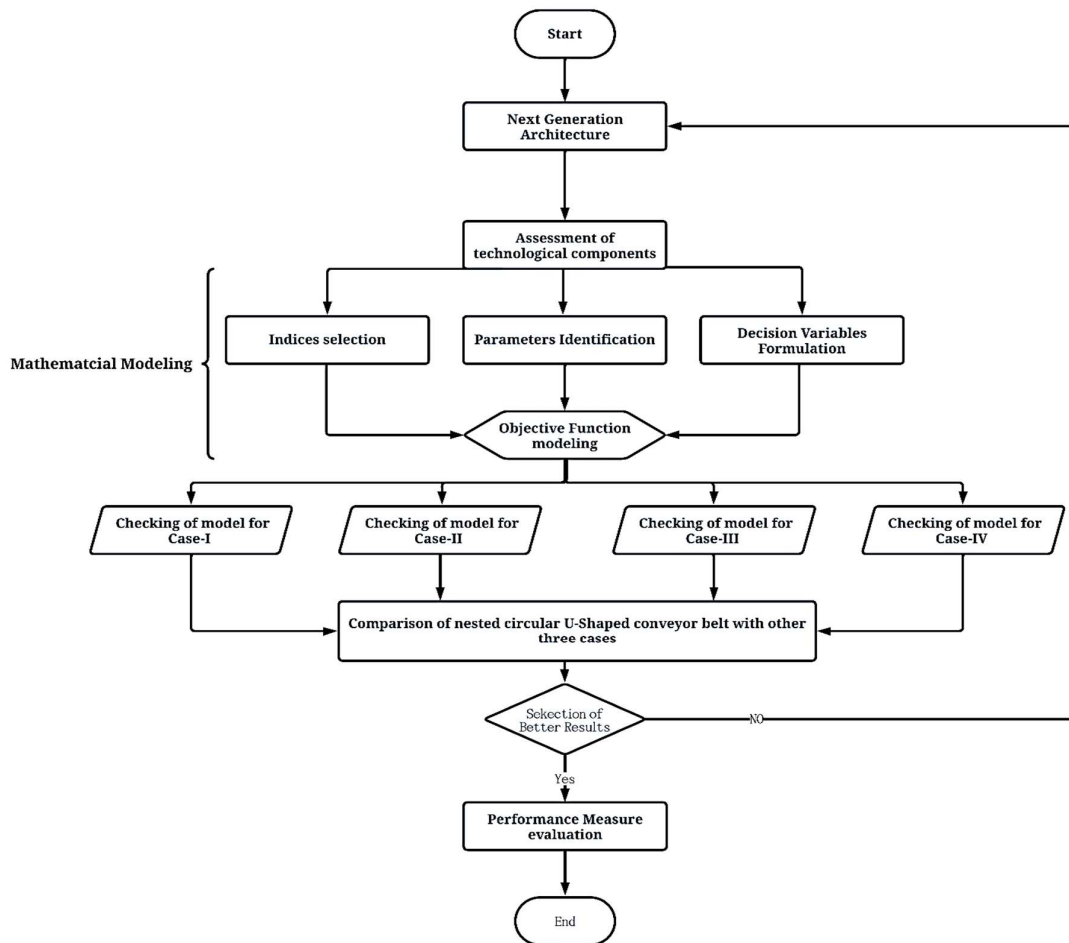 Start
Next Generation
Architecture
Assessment of
technological components
Indices selection
Parameters Identification
Decision Variables
Formulation
Mathematcial Modeling
Objective Function
modeling
Checking of model for
Case-I
Checking of model for
Case-II
Checking of model for
Case-III
Checking of model for
Case-IV
Comparison of nested circular U-Shaped conveyor belt with other
three cases
Sekection of
Better Results
NO
Yes
Performance Measure
evaluation
End